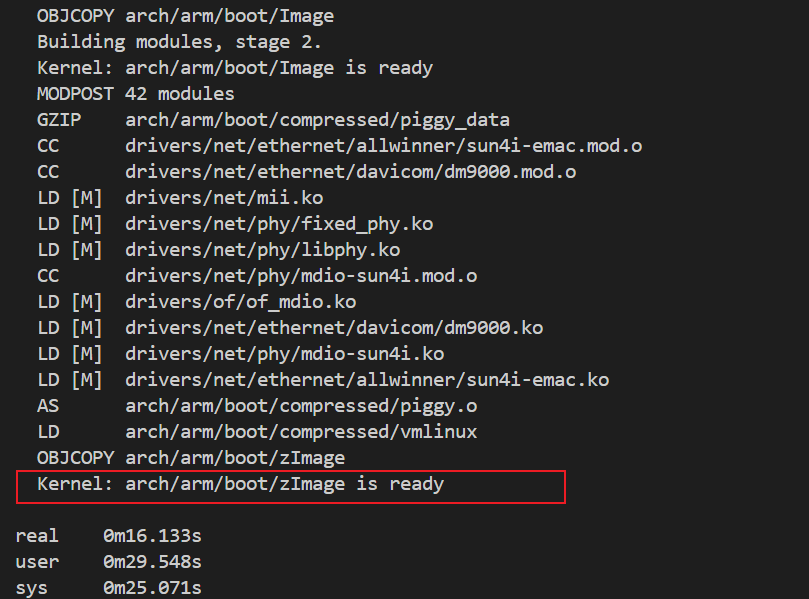 OBJCOPY arch/arm/boot/Image
Building modules, stage 2.
Kernel: arch/arm/boot/Image is ready
MODPOST 42 modules
GZIP    arch/arm/boot/compressed/piggy_data
CC      drivers/net/ethernet/allwinner/sun4i-emac.mod.o
CC      drivers/net/ethernet/davicom/dm9000.mod.o
LD [M]  drivers/net/mii.ko
LD [M]  drivers/net/phy/fixed_phy.ko
LD [M]  drivers/net/phy/libphy.ko
CC      drivers/net/phy/mdio-sun4i.mod.o
LD [M]  drivers/of/of_mdio.ko
LD [M]  drivers/net/ethernet/davicom/dm9000.ko
LD [M]  drivers/net/phy/mdio-sun4i.ko
LD [M]  drivers/net/ethernet/allwinner/sun4i-emac.ko
AS      arch/arm/boot/compressed/piggy.o
LD      arch/arm/boot/compressed/vmlinux
OBJCOPY arch/arm/boot/zImage
Kernel: arch/arm/boot/zImage is ready
real    0m16.133s
user    0m29.548s
sys     0m25.071s